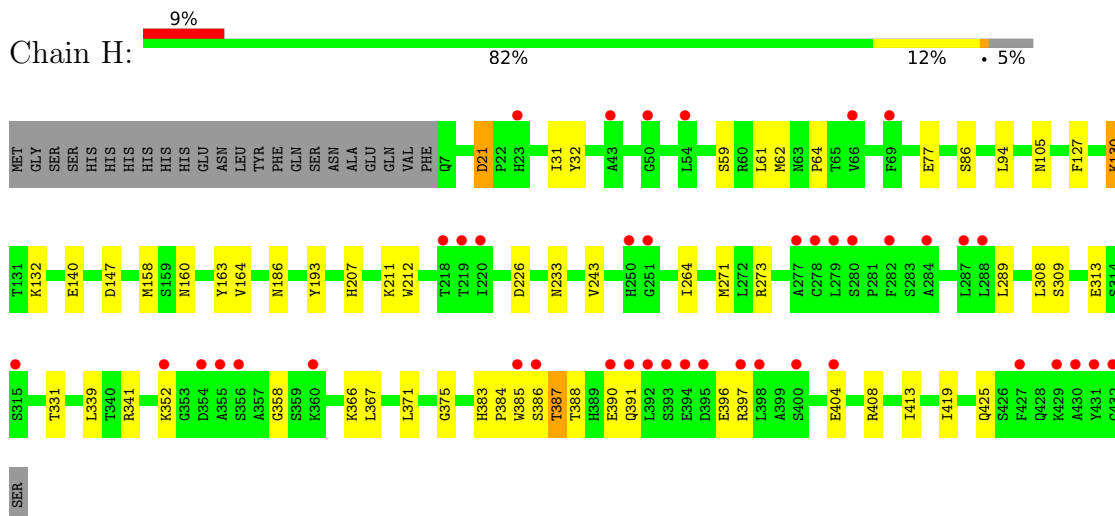 9%
Chain H:
82% 12% • 5%
MET GLY SER SER HIS HIS HIS HIS HIS HIS GLU ASN LEU TYR PHE GLN SER ASN ALA GLU GLN VAL PHE Q7 D21 P22 H23 I31 Y32 A43 G50 L54 S59 R60 L61 M62 N63 P64 T65 V66 F69 E77 S86 L94 N105 F127 K130
T131 K132 E140 D147 M158 S159 N160 Y163 V164 N186 Y193 H207 K211 W212 T218 T219 I220 D226 N233 V243 H250 G251 I264 M271 L272 R273 A277 C278 L279 S280 P281 F282 S283 A284 L287 L288 L289 L308 S309 E313 S314
S315 T331 L339 T340 R341 K352 G353 D354 A355 S356 A357 G358 S359 K360 K366 L367 L371 G375 H383 P384 W385 S386 T387 T388 H389 E390 Q391 L392 S393 E394 D395 E396 R397 L398 A399 S400 E404 R408 I413 I419 Q425 S426 F427 Q428 K429 A430 Y431
SER